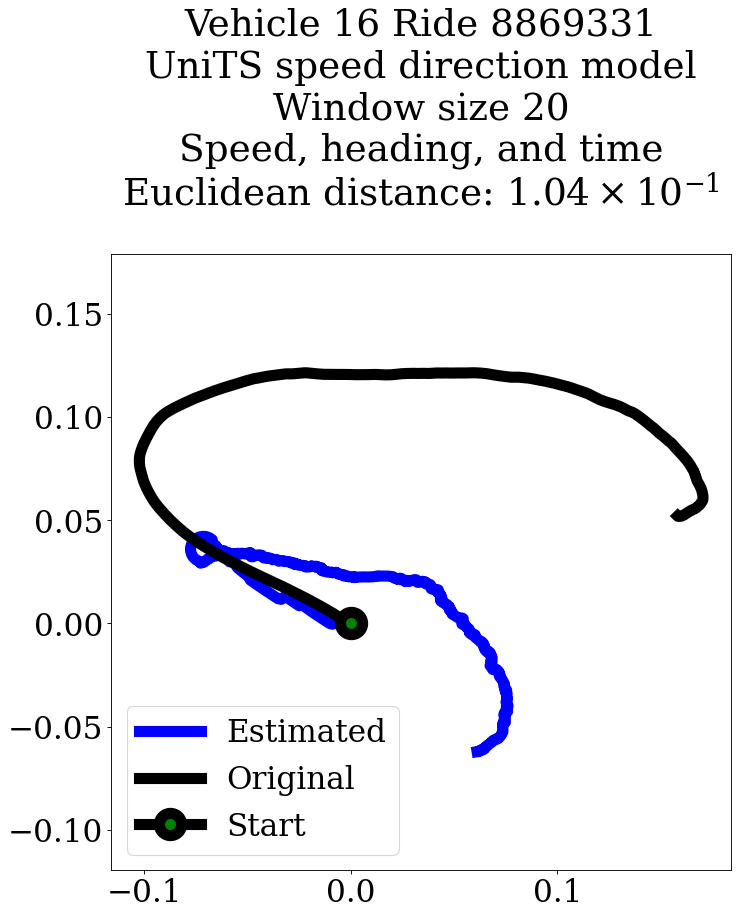 Vehicle 16 Ride 8869331
UniTS speed direction model
Window size 20
Speed, heading, and time
Euclidean distance: 1.04 × 10⁻¹
0.15
0.10
0.05
0.00
−0.05
−0.10
Estimated
Original
Start
−0.1
0.0
0.1